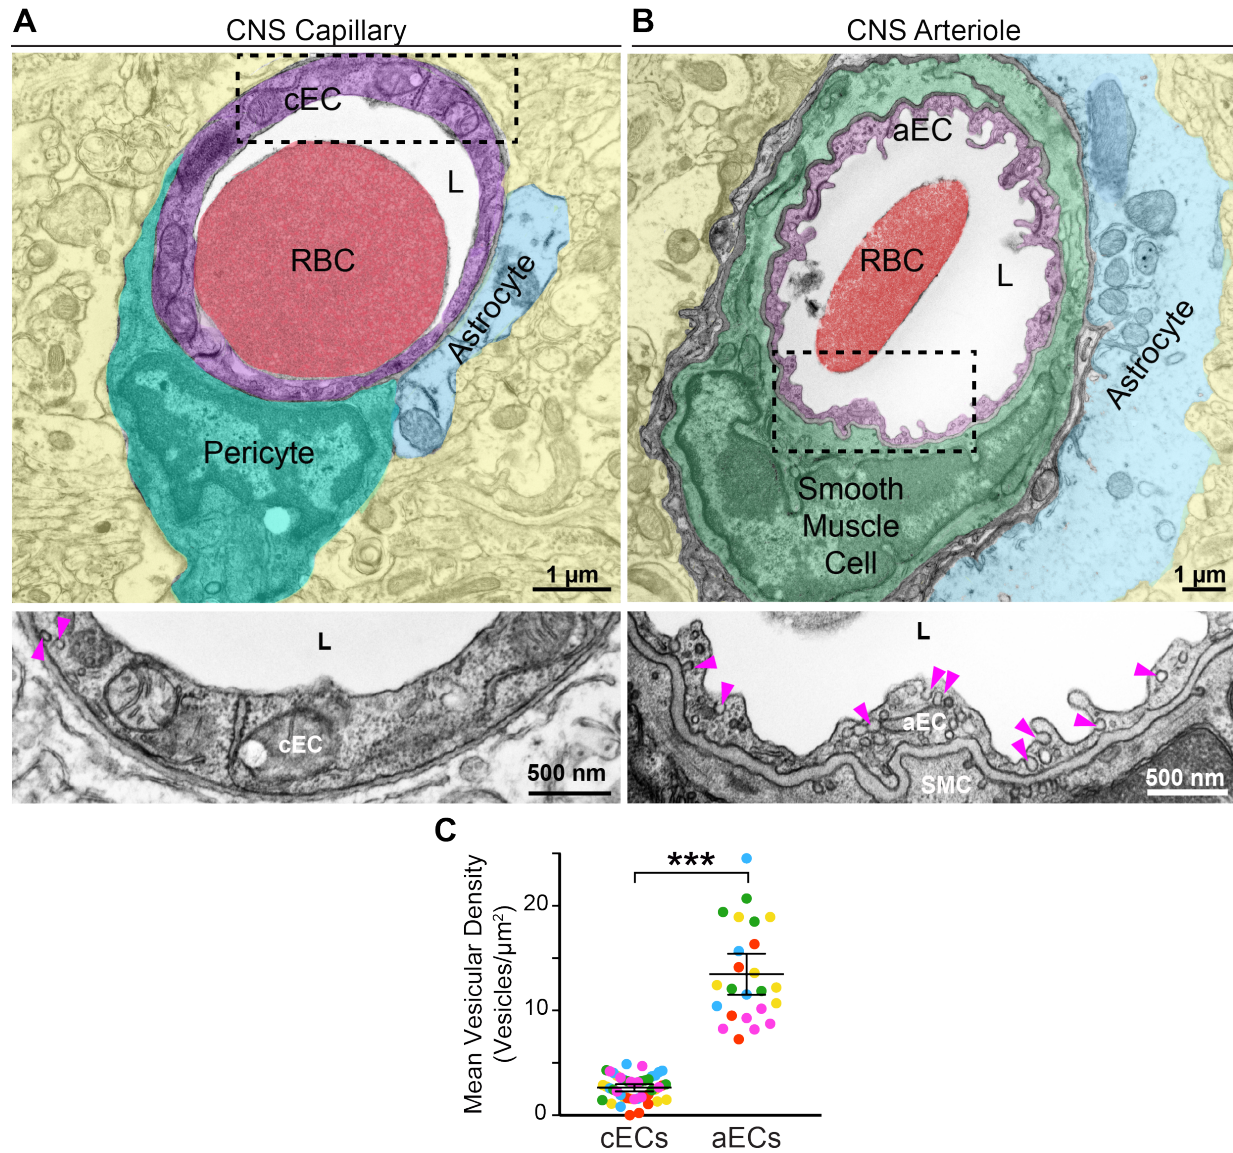 A
CNS Capillary
B
CNS Arteriole
cEC
L
RBC
Astrocyte
Pericyte
1 µm
aEC
RBC
L
Astrocyte
Smooth
Muscle
Cell
1 µm
L
cEC
500 nm
L
aEC
SMC
500 nm
C
Mean Vesicular Density
(Vesicles/µm²)
***
20
10
0
cECs
aECs